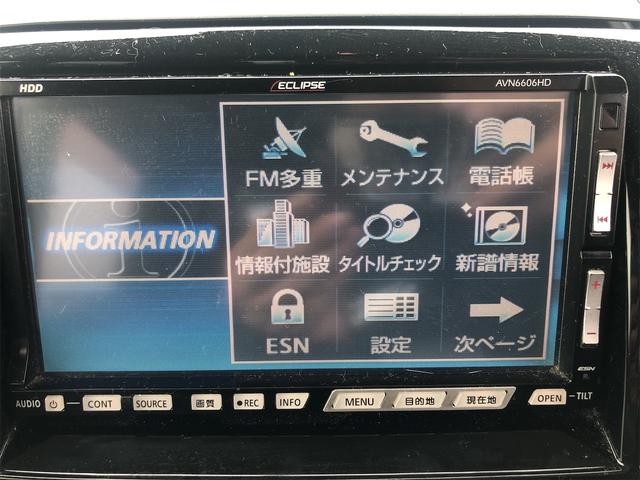 HDD ECLIPSE AVN6606HD
FM多重 メンテナンス 電話帳
INFORMATION
情報付施設 タイトルチェック 新譜情報
ESN 設定 次ページ
ESN
AUDIO CONT SOURCE 画質 ●REC INFO MENU 目的地 現在地 OPEN TILT